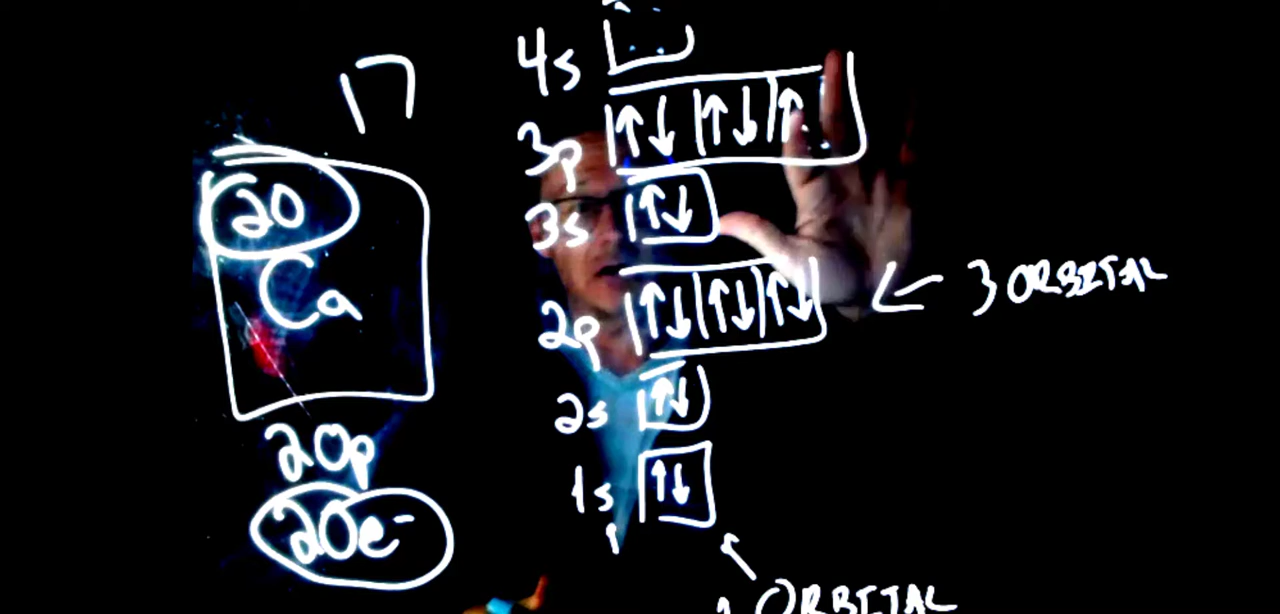 17
20
Ca
20p
20e-
4s
3p ↑↓ ↑↓ ↑
3s ↑↓
2p ↑↓ ↑↓ ↑↓ ← 3 ORBITAL
2s ↑↓
1s ↑↓
ORBITAL